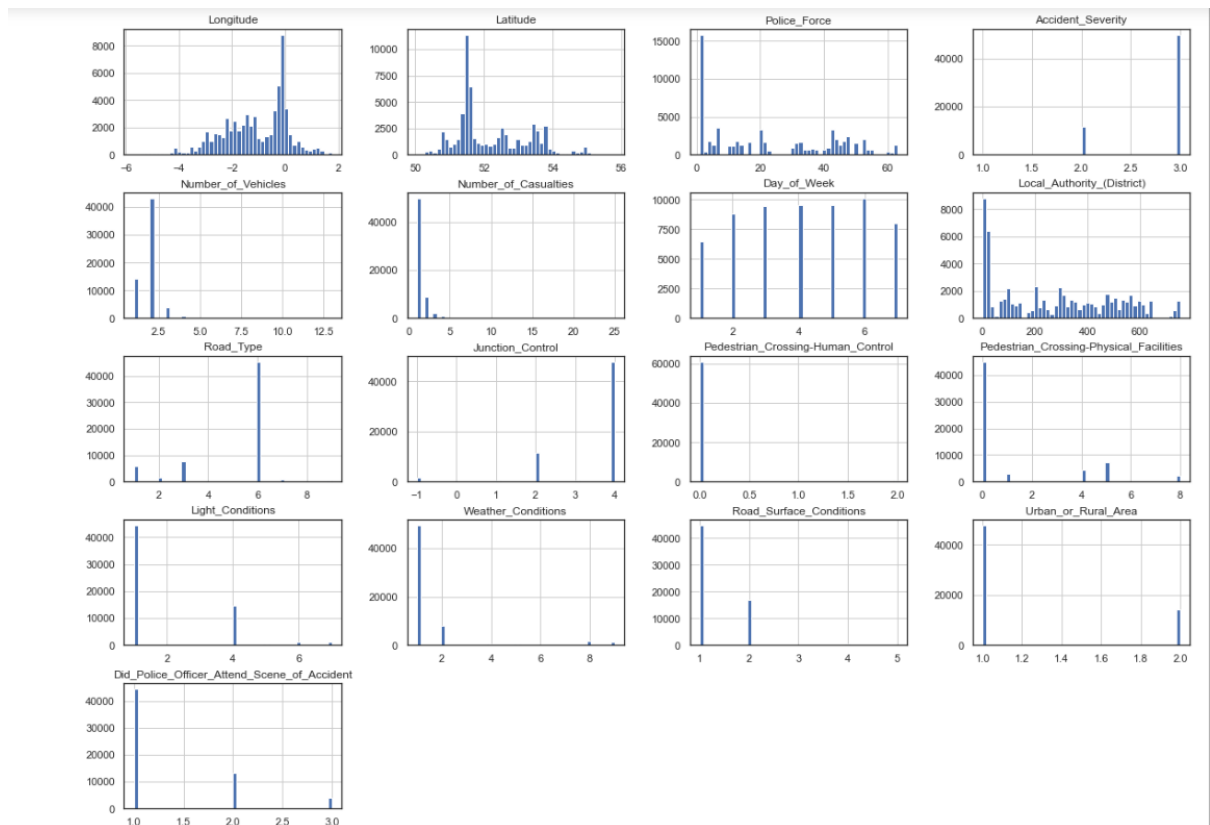 Longitude
8000
6000
4000
2000
0
−6 −4 −2 0 2
Latitude
10000
7500
5000
2500
0
50 52 54 56
Police_Force
15000
10000
5000
0
0 20 40 60
Accident_Severity
40000
20000
0
1.0 1.5 2.0 2.5 3.0
Number_of_Vehicles
40000
30000
20000
10000
0
2.5 5.0 7.5 10.0 12.5
Number_of_Casualties
40000
20000
0
0 5 10 15 20 25
Day_of_Week
10000
7500
5000
2500
0
2 4 6
Local_Authority_(District)
8000
6000
4000
2000
0
0 200 400 600
Road_Type
40000
30000
20000
10000
0
2 4 6 8
Junction_Control
40000
20000
0
−1 0 1 2 3 4
Pedestrian_Crossing-Human_Control
60000
40000
20000
0
0.0 0.5 1.0 1.5 2.0
Pedestrian_Crossing-Physical_Facilities
40000
30000
20000
10000
0
0 2 4 6 8
Light_Conditions
40000
30000
20000
10000
0
2 4 6
Weather_Conditions
40000
20000
0
2 4 6 8
Road_Surface_Conditions
40000
30000
20000
10000
0
1 2 3 4 5
Urban_or_Rural_Area
40000
20000
0
1.0 1.2 1.4 1.6 1.8 2.0
Did_Police_Officer_Attend_Scene_of_Accident
40000
30000
20000
10000
0
1.0 1.5 2.0 2.5 3.0